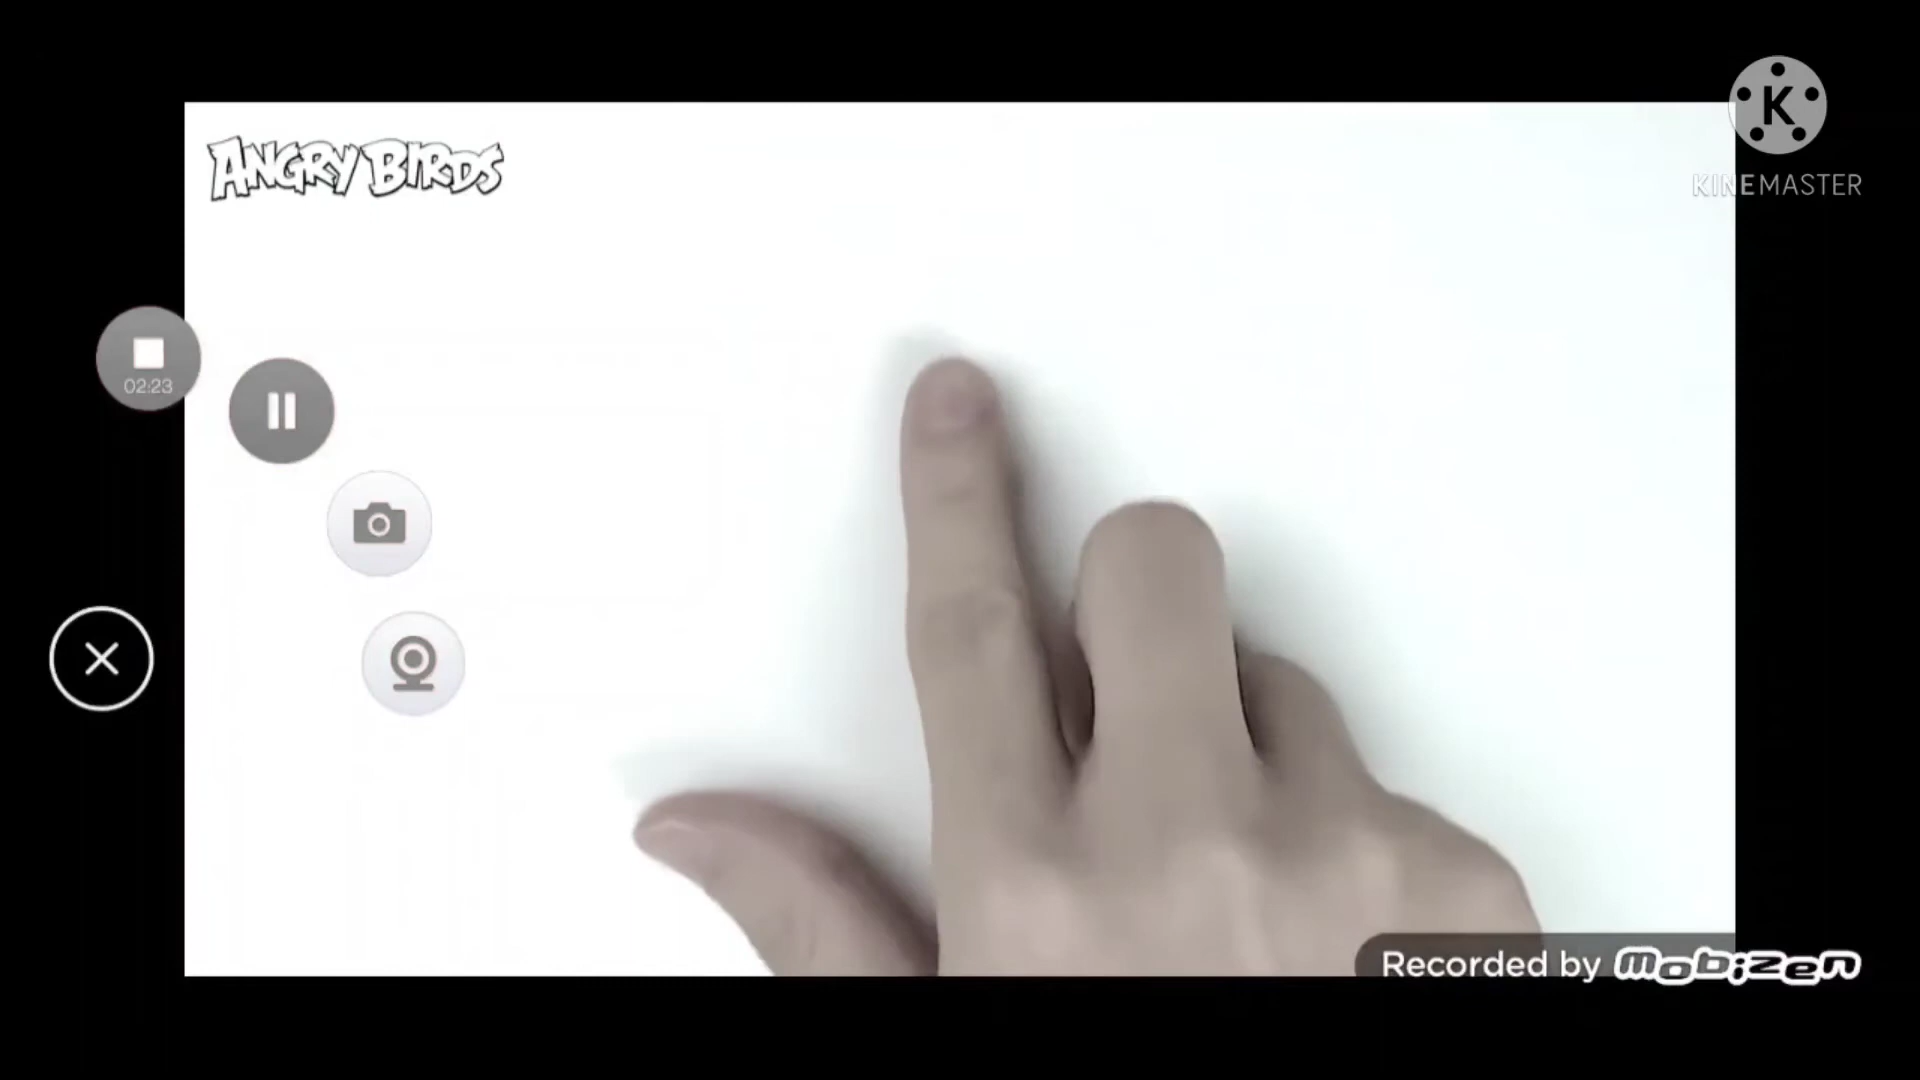 ANGRY BIRDS
K
KINEMASTER
02:23
Recorded by mobizen